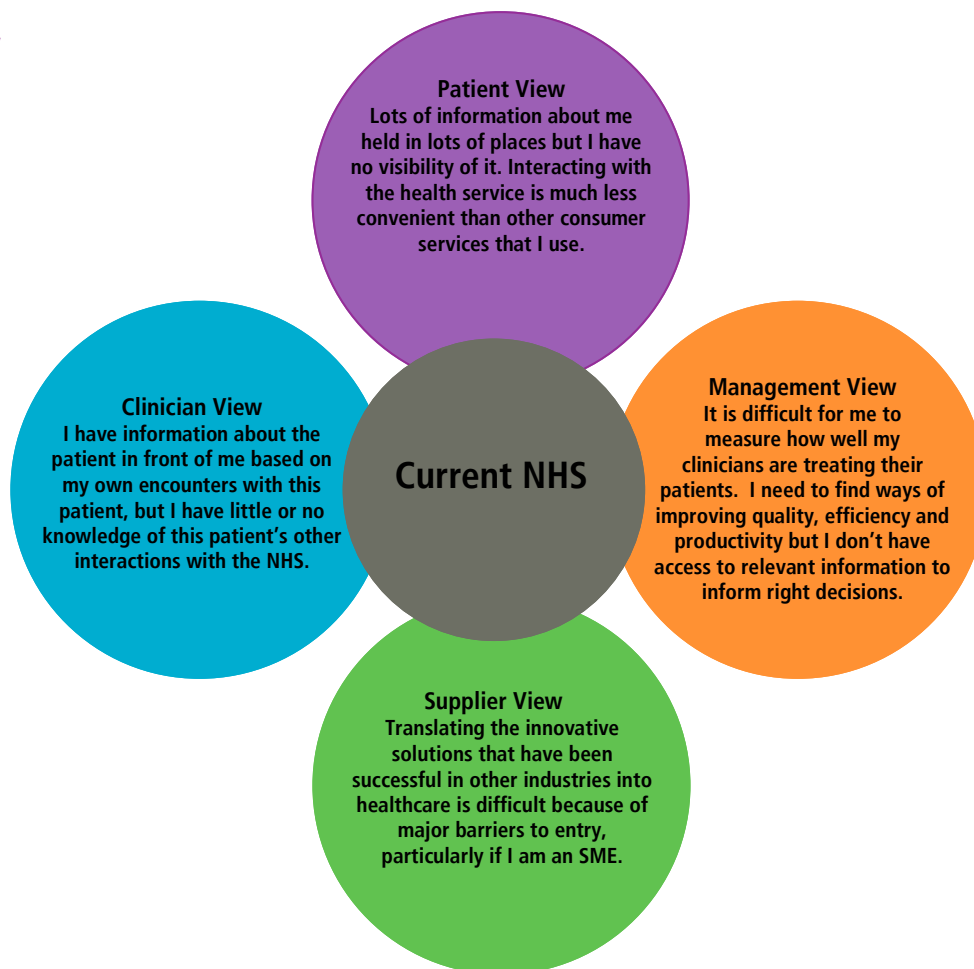 Patient View
Lots of information about me
held in lots of places but I have
no visibility of it. Interacting with
the health service is much less
convenient than other consumer
services that I use.
Clinician View
I have information about the
patient in front of me based on
my own encounters with this
patient, but I have little or no
knowledge of this patient’s other
interactions with the NHS.
Current NHS
Management View
It is difficult for me to
measure how well my
clinicians are treating their
patients.  I need to find ways of
improving quality, efficiency and
productivity but I don’t have
access to relevant information to
inform right decisions.
Supplier View
Translating the innovative
solutions that have been
successful in other industries into
healthcare is difficult because of
major barriers to entry,
particularly if I am an SME.